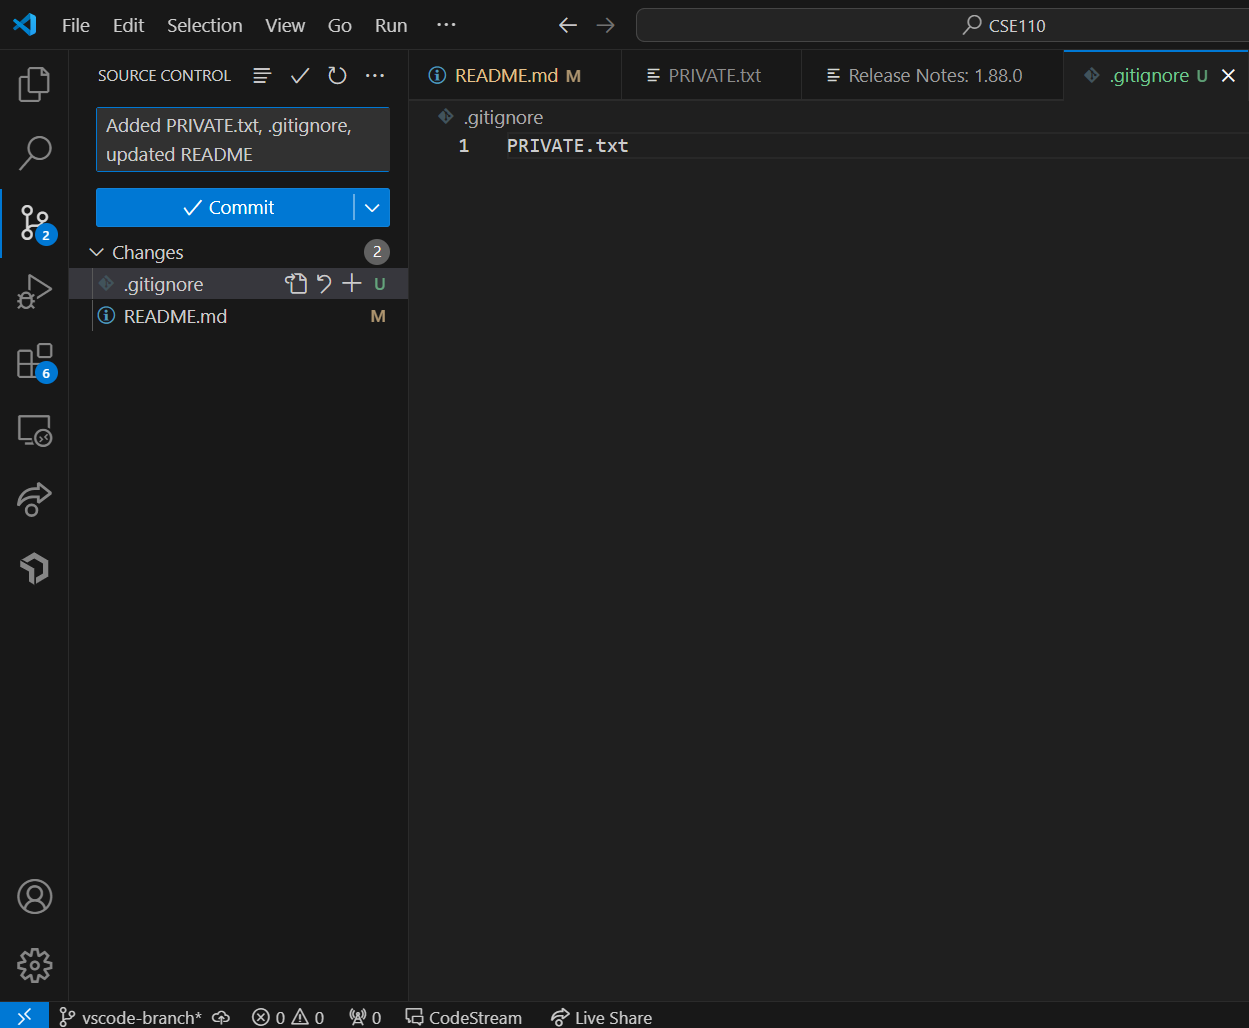 File Edit Selection View Go Run ···
CSE110
SOURCE CONTROL
README.md M
PRIVATE.txt
Release Notes: 1.88.0
.gitignore U
Added PRIVATE.txt, .gitignore,
updated README
Commit
Changes 2
.gitignore U
README.md M
.gitignore
1 PRIVATE.txt
2
6
vscode-branch* 0 0 0 CodeStream Live Share